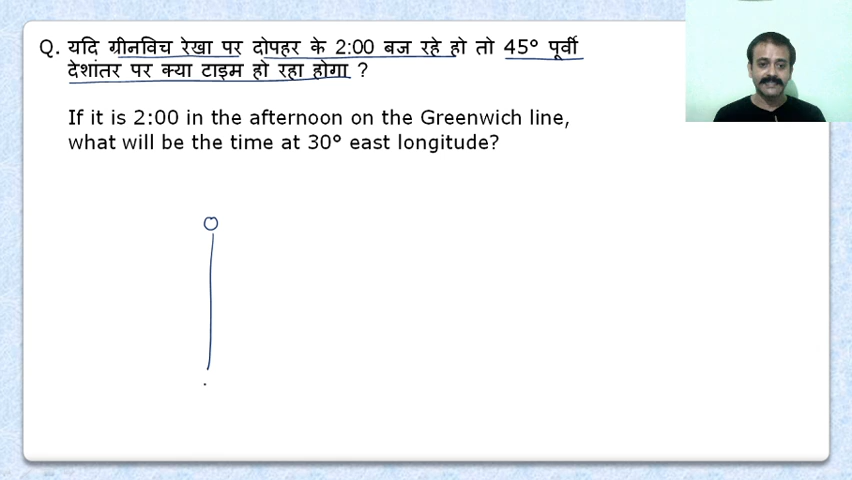 Q. यदि ग्रीनविच रेखा पर दोपहर के 2:00 बज रहे हो तो 45° पूर्वी
देशांतर पर क्या टाइम हो रहा होगा ?
If it is 2:00 in the afternoon on the Greenwich line,
what will be the time at 30° east longitude?
0